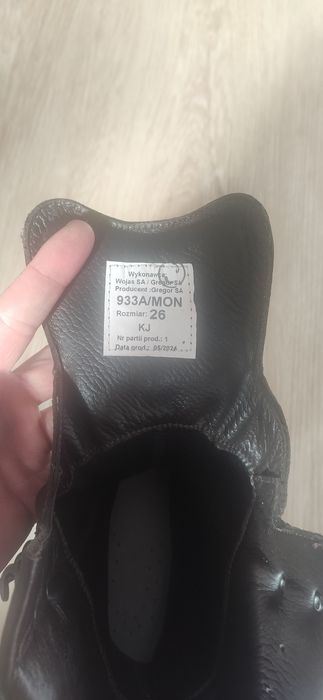 Wykonawca
Wojas SA / Gregor SA
Producent :Gregor SA
933A/MON
Rozmiar: 26
KJ
Nr partii prod.: 1
Data prod.: 05/2024